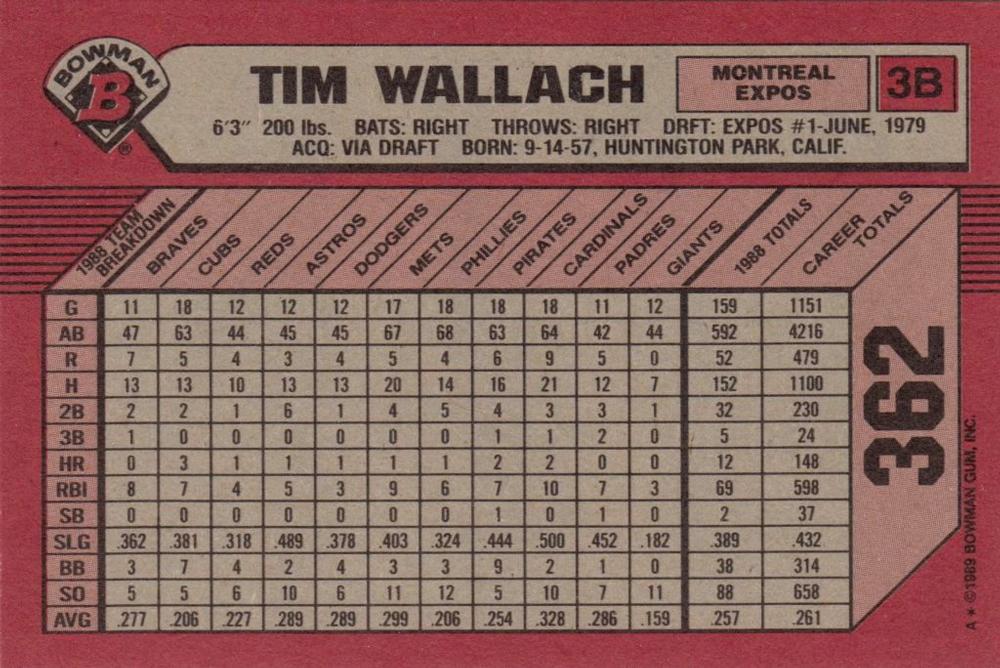 BOWMAN
B
®
TIM WALLACH
MONTREAL
EXPOS
3B
6'3" 200 lbs. BATS: RIGHT THROWS: RIGHT DRFT: EXPOS #1-JUNE, 1979
ACQ: VIA DRAFT BORN: 9-14-57, HUNTINGTON PARK, CALIF.
1988 TEAM BREAKDOWN BRAVES CUBS REDS ASTROS DODGERS METS PHILLIES PIRATES CARDINALS PADRES GIANTS 1988 TOTALS CAREER TOTALS
G 11 18 12 12 12 17 18 18 18 11 12 159 1151
AB 47 63 44 45 45 67 68 63 64 42 44 592 4216
R 7 5 4 3 4 5 4 6 9 5 0 52 479
H 13 13 10 13 13 20 14 16 21 12 7 152 1100
2B 2 2 1 6 1 4 5 4 3 3 1 32 230
3B 1 0 0 0 0 0 0 1 1 2 0 5 24
HR 0 3 1 1 1 1 1 2 2 0 0 12 148
RBI 8 7 4 5 3 9 6 7 10 7 3 69 598
SB 0 0 0 0 0 0 0 1 0 1 0 2 37
SLG .362 .381 .318 .489 .378 .403 .324 .444 .500 .452 .182 .389 .432
BB 3 7 4 2 4 3 3 9 2 1 0 38 314
SO 5 5 6 10 6 11 12 5 10 7 11 88 658
AVG .277 .206 .227 .289 .289 .299 .206 .254 .328 .286 .159 .257 .261
362
A * ©1989 BOWMAN GUM, INC.